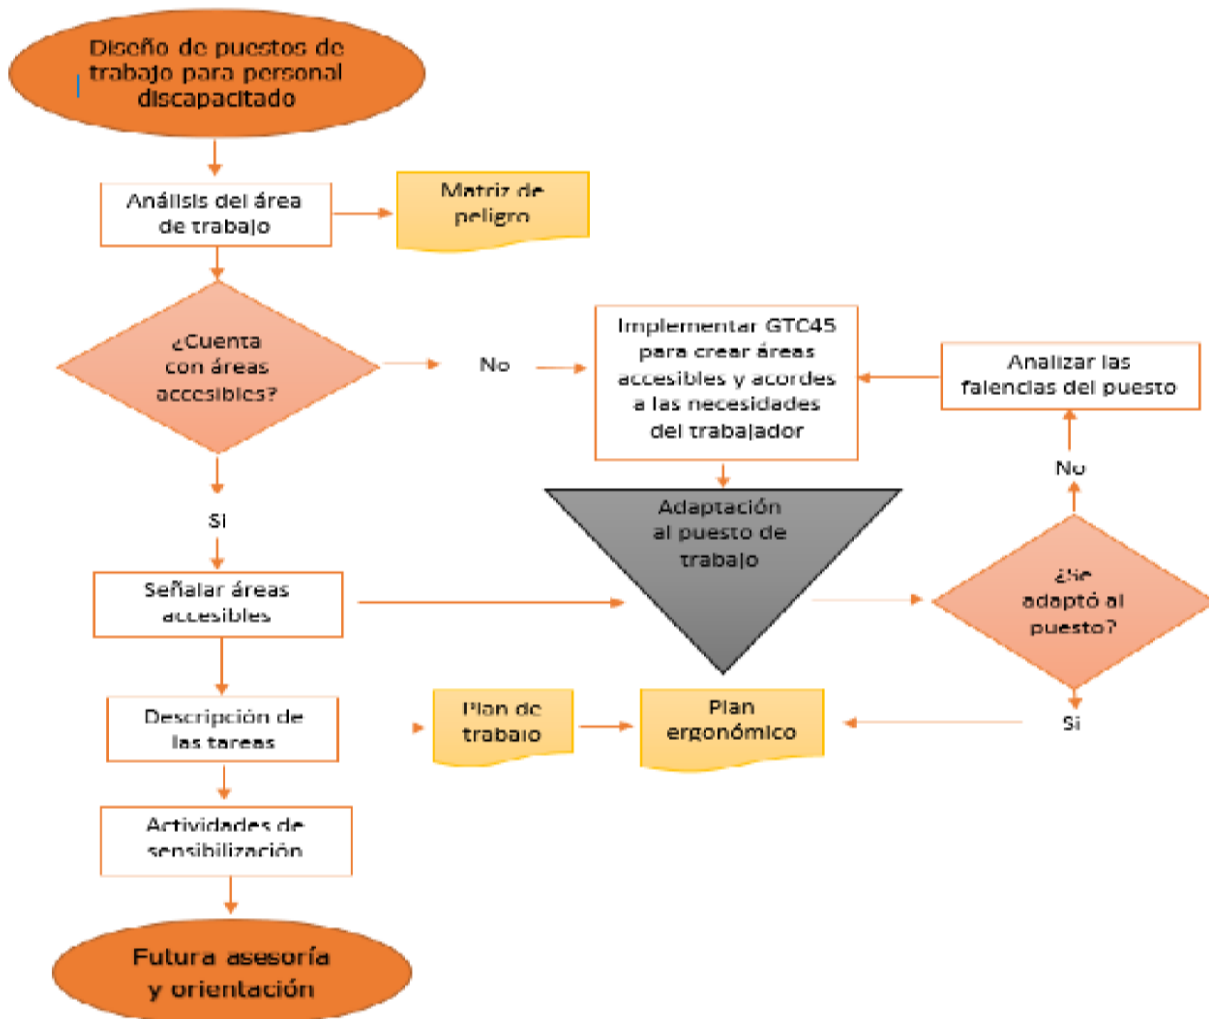 Diseño de puestos de
trabajo para personal
discapacitado
Análisis del área
de trabajo
Matriz de
peligro
¿Cuenta
con áreas
accesibles?
No
Implementar GTC45
para crear áreas
accesibles y acordes
a las necesidades
del trabajador
Analizar las
falencias del puesto
No
Si
Adaptación
al puesto de
trabajo
¿Se
adaptó al
puesto?
Señalar áreas
accesibles
Descripción de
las tareas
Plan de
trabajo
Plan
ergonómico
Si
Actividades de
sensibilización
Futura asesoría
y orientación